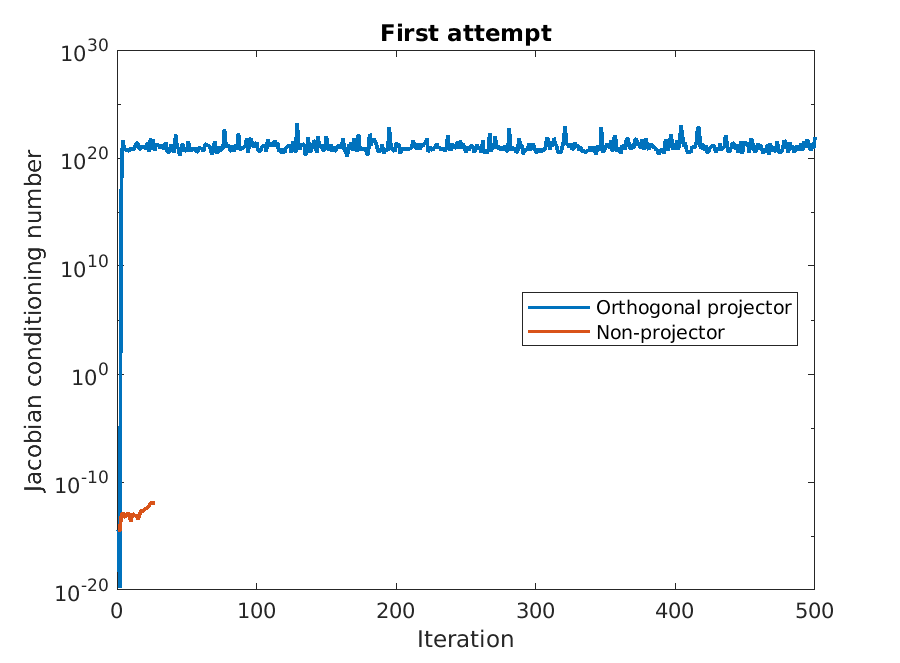 First attempt
Jacobian conditioning number
10^30
10^20
10^10
10^0
10^-10
10^-20
Orthogonal projector
Non-projector
0 100 200 300 400 500
Iteration